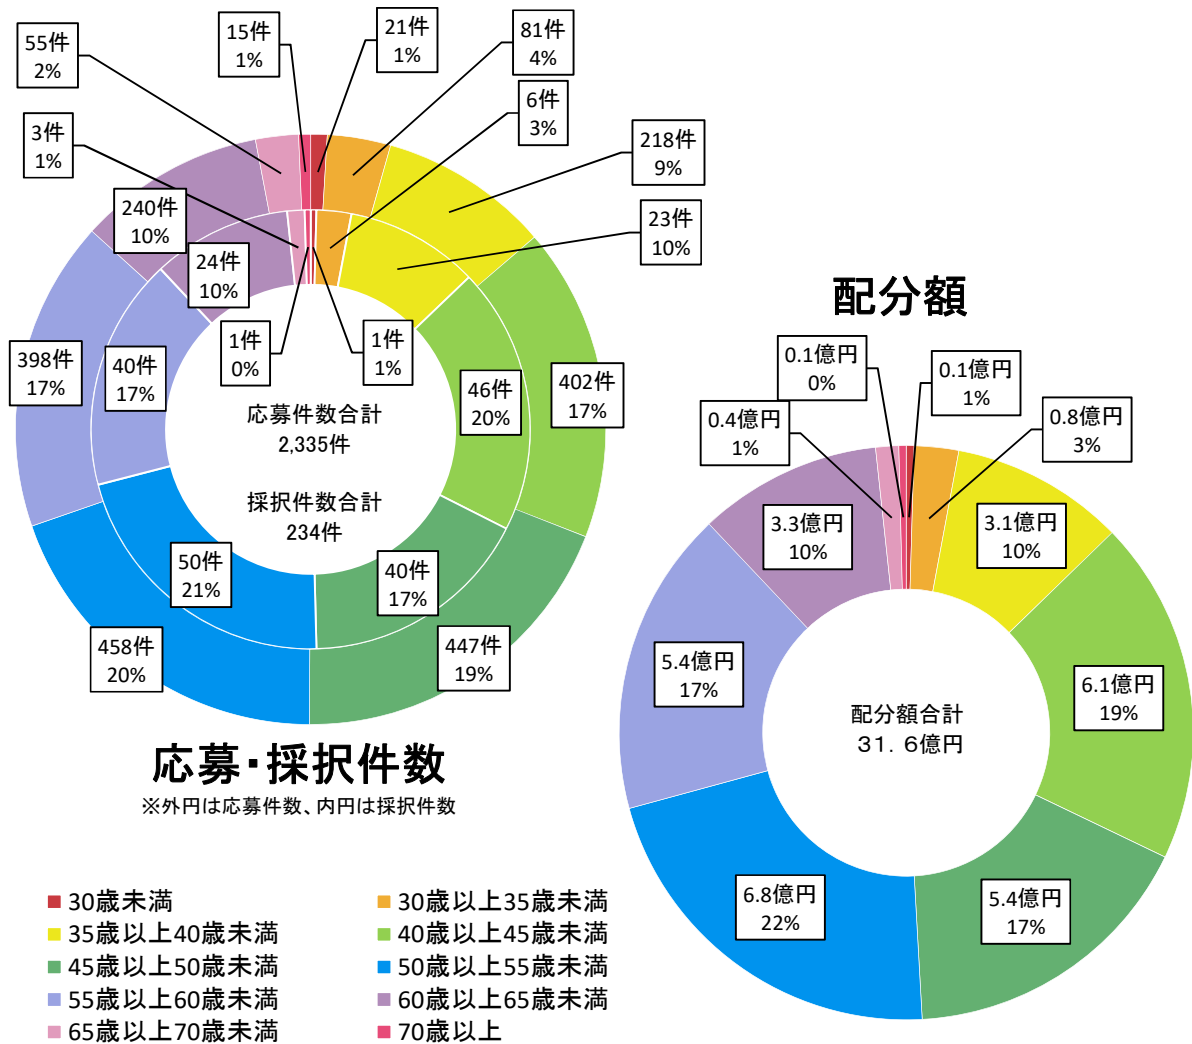 21件
1%
81件
4%
6件
3%
218件
9%
23件
10%
402件
17%
46件
20%
447件
19%
40件
17%
458件
20%
50件
21%
398件
17%
40件
17%
240件
10%
24件
10%
55件
2%
3件
1%
15件
1%
1件
0%
1件
1%
応募件数合計
2,335件
採択件数合計
234件
応募・採択件数
※外円は応募件数、内円は採択件数
配分額
0.1億円
0%
0.1億円
1%
0.4億円
1%
0.8億円
3%
3.3億円
10%
3.1億円
10%
5.4億円
17%
6.1億円
19%
配分額合計
３１．６億円
6.8億円
22%
5.4億円
17%
30歳未満
30歳以上35歳未満
35歳以上40歳未満
40歳以上45歳未満
45歳以上50歳未満
50歳以上55歳未満
55歳以上60歳未満
60歳以上65歳未満
65歳以上70歳未満
70歳以上